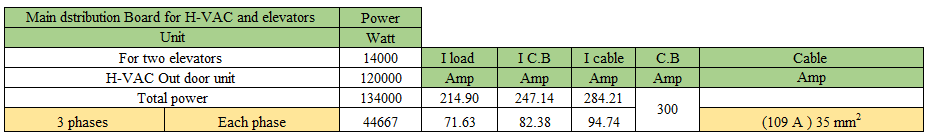 Main dstribution Board for H-VAC and elevators Power
Unit Watt
For two elevators 14000 I load I C.B I cable C.B Cable
H-VAC Out door unit 120000 Amp Amp Amp Amp Amp
Total power 134000 214.90 247.14 284.21 300
3 phases Each phase 44667 71.63 82.38 94.74 (109 A ) 35 mm²